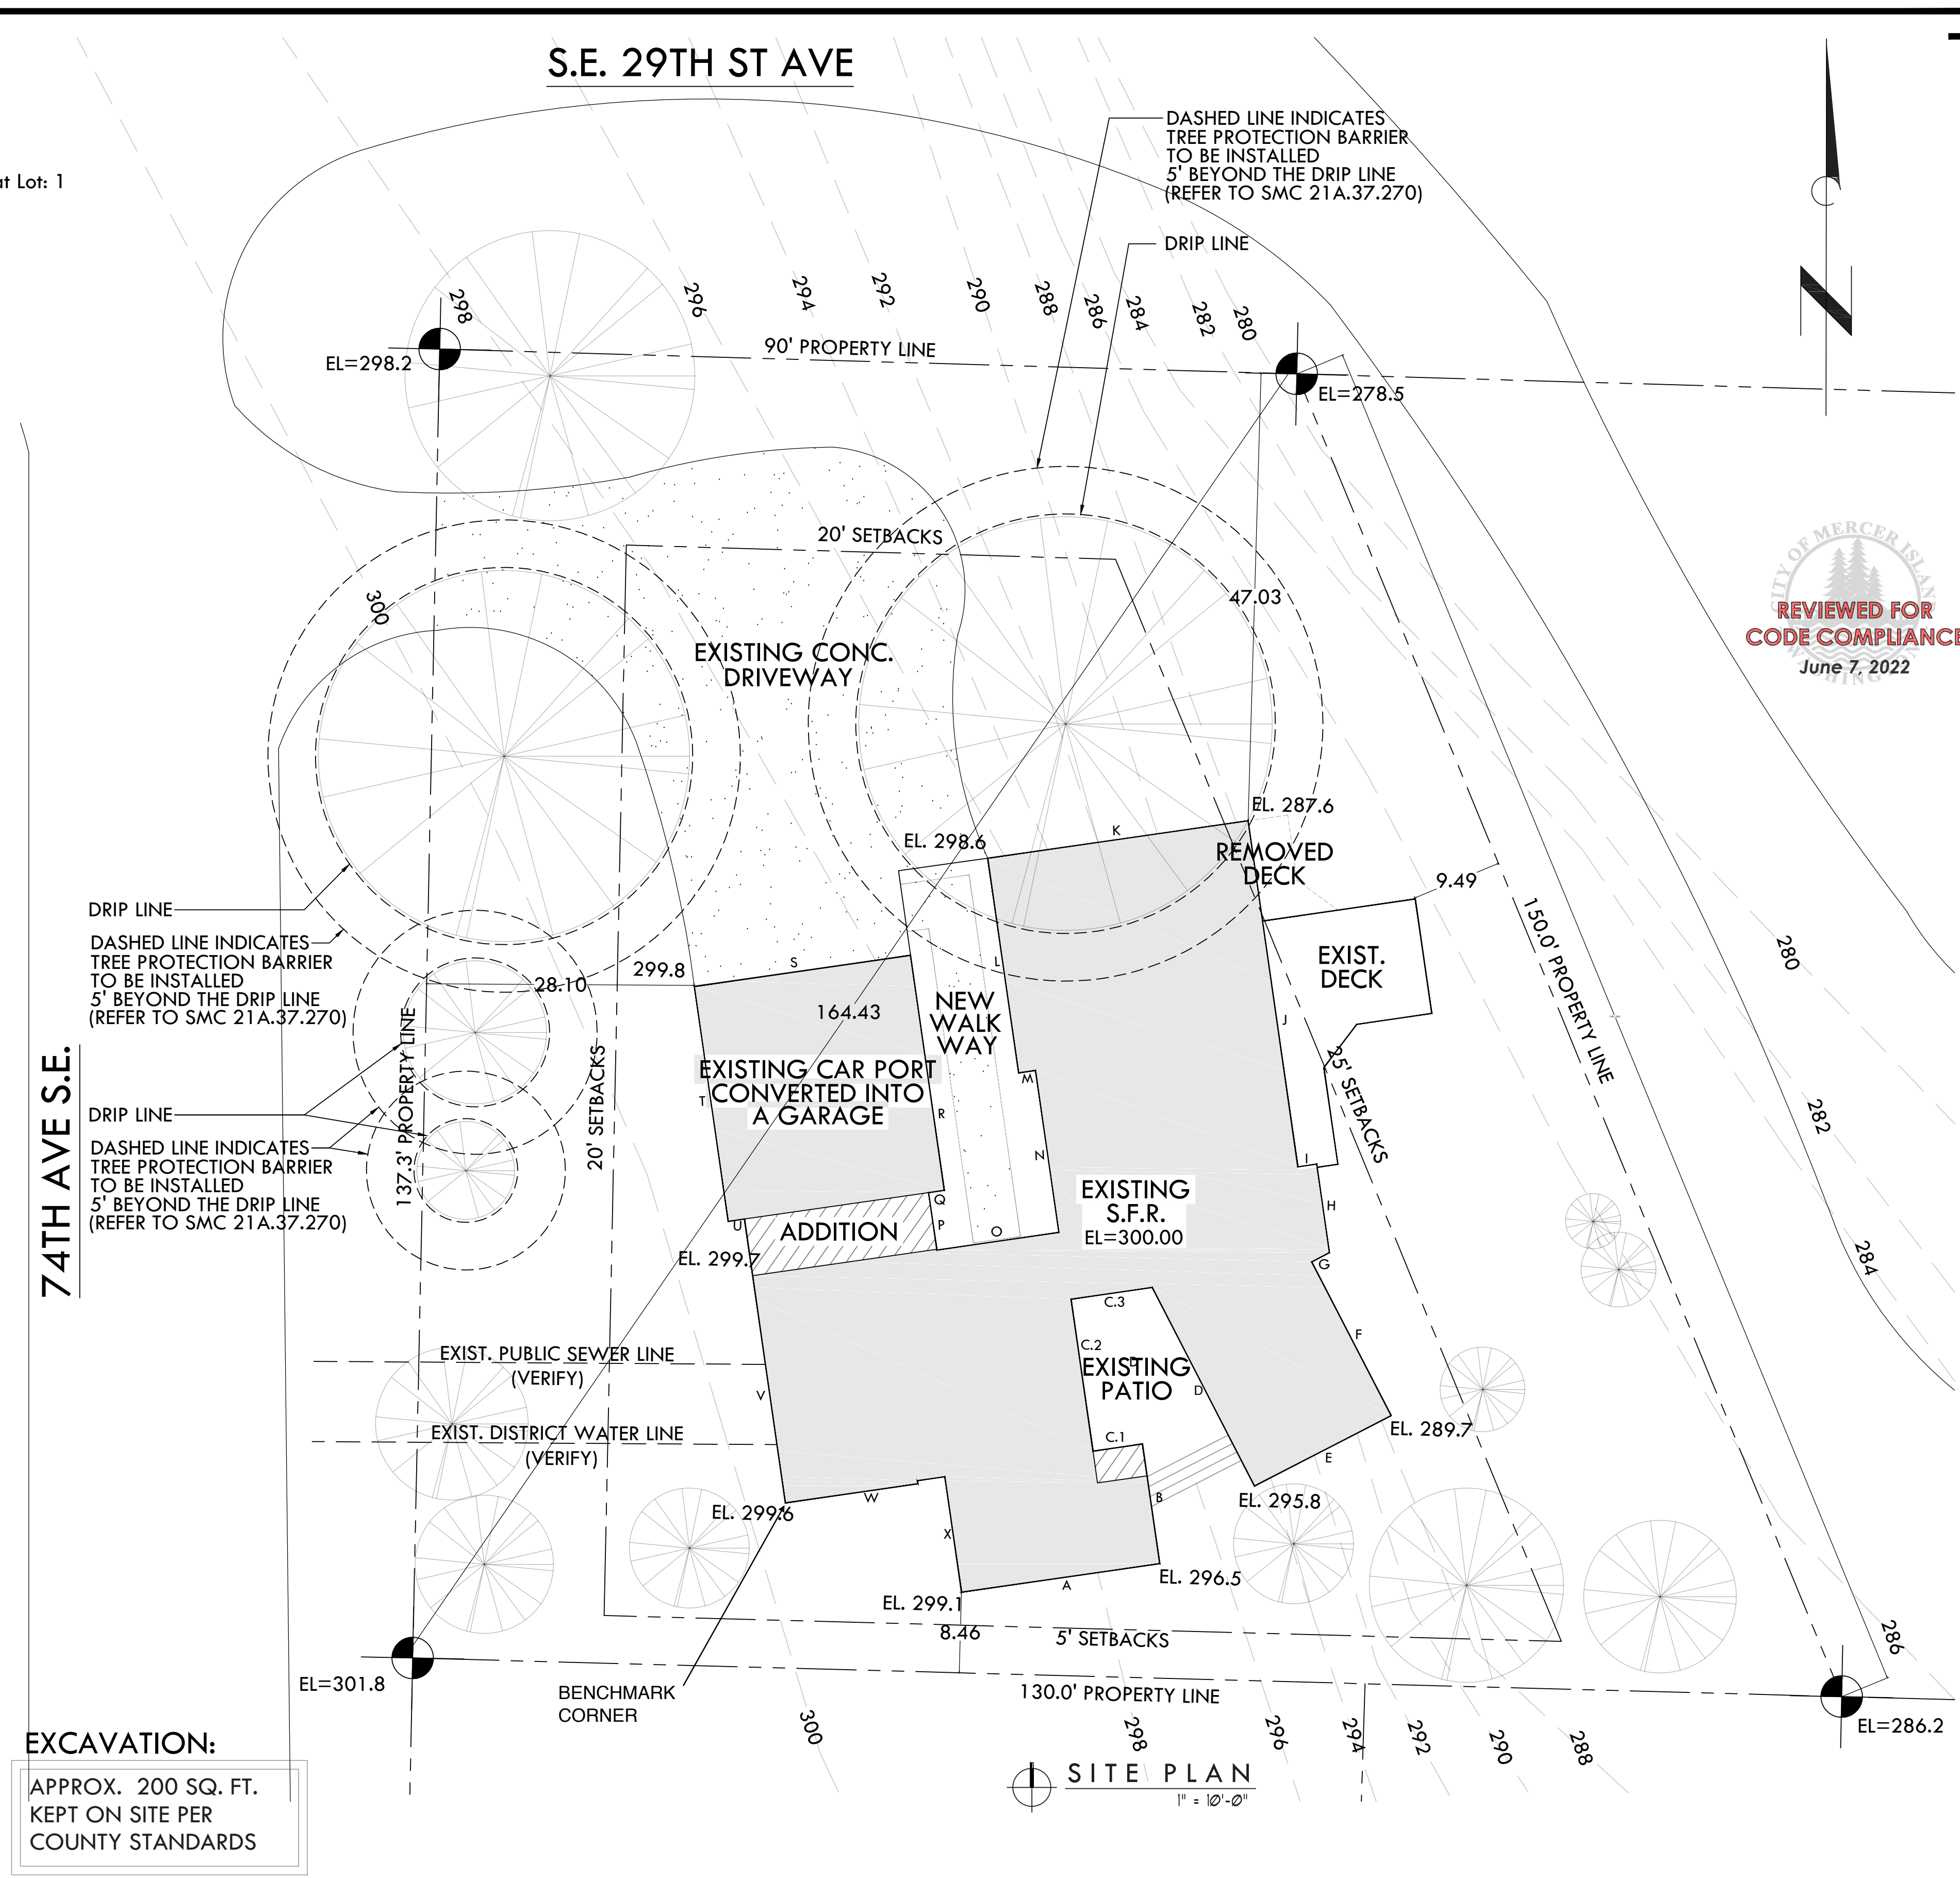 S.E. 29TH ST AVE
at Lot: 1
DASHED LINE INDICATES
TREE PROTECTION BARRIER
TO BE INSTALLED
5' BEYOND THE DRIP LINE
(REFER TO SMC 21A.37.270)
DRIP LINE
298
296
294
292
290
288
286
284
282
280
EL=298.2
90' PROPERTY LINE
EL=278.5
N
20' SETBACKS
47.03
300
EXISTING CONC.
DRIVEWAY
CITY OF MERCER ISLAND
REVIEWED FOR
CODE COMPLIANCE
June 7, 2022
EL. 287.6
K
EL. 298.6
REMOVED
DECK
9.49
DRIP LINE
DASHED LINE INDICATES
TREE PROTECTION BARRIER
TO BE INSTALLED
5' BEYOND THE DRIP LINE
(REFER TO SMC 21A.37.270)
28.10
299.8
S
L
164.43
NEW
WALK
WAY
EXIST.
DECK
J
150.0' PROPERTY LINE
280
EXISTING CAR PORT
CONVERTED INTO
A GARAGE
T
R
M
N
25' SETBACKS
282
74TH AVE S.E.
137.3' PROPERTY LINE
20' SETBACKS
DRIP LINE
DASHED LINE INDICATES
TREE PROTECTION BARRIER
TO BE INSTALLED
5' BEYOND THE DRIP LINE
(REFER TO SMC 21A.37.270)
I
H
Q
P
O
U
ADDITION
EXISTING
S.F.R.
EL=300.00
EL. 299.7
G
284
C.3
F
C.2
EXISTING
PATIO
D
EXIST. PUBLIC SEWER LINE
(VERIFY)
V
EXIST. DISTRICT WATER LINE
(VERIFY)
C.1
EL. 289.7
E
W
B
EL. 299.6
EL. 295.8
X
A
EL. 296.5
EL. 299.1
8.46
5' SETBACKS
286
EL=301.8
BENCHMARK
CORNER
130.0' PROPERTY LINE
EL=286.2
300
298
296
294
292
290
288
EXCAVATION:
APPROX. 200 SQ. FT.
KEPT ON SITE PER
COUNTY STANDARDS
SITE PLAN
1" = 10'-0"